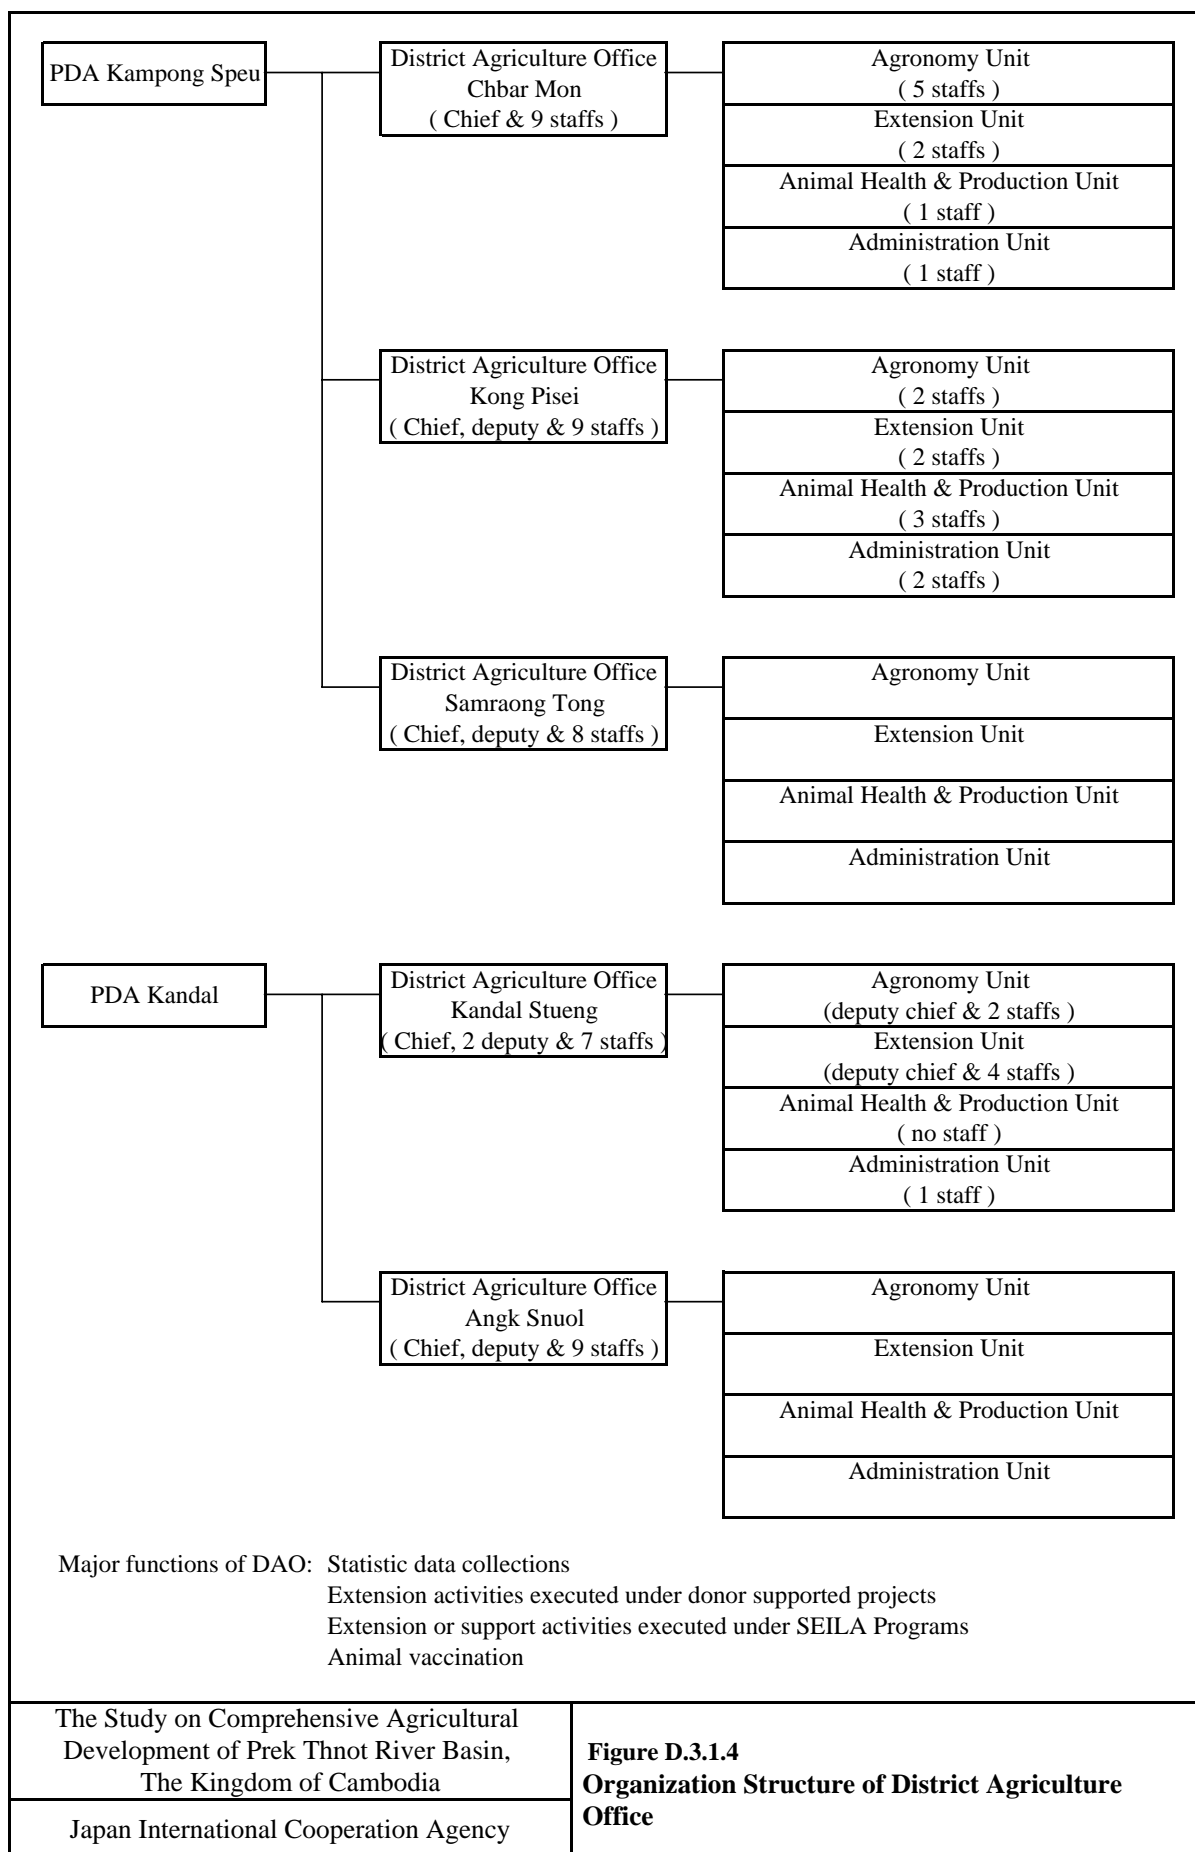 PDA Kampong Speu
District Agriculture Office
Chbar Mon
( Chief & 9 staffs )
Agronomy Unit
( 5 staffs )
Extension Unit
( 2 staffs )
Animal Health & Production Unit
( 1 staff )
Administration Unit
( 1 staff )
District Agriculture Office
Kong Pisei
( Chief, deputy & 9 staffs )
Agronomy Unit
( 2 staffs )
Extension Unit
( 2 staffs )
Animal Health & Production Unit
( 3 staffs )
Administration Unit
( 2 staffs )
District Agriculture Office
Samraong Tong
( Chief, deputy & 8 staffs )
Agronomy Unit
Extension Unit
Animal Health & Production Unit
Administration Unit
PDA Kandal
District Agriculture Office
Kandal Stueng
( Chief, 2 deputy & 7 staffs )
Agronomy Unit
(deputy chief & 2 staffs )
Extension Unit
(deputy chief & 4 staffs )
Animal Health & Production Unit
( no staff )
Administration Unit
( 1 staff )
District Agriculture Office
Angk Snuol
( Chief, deputy & 9 staffs )
Agronomy Unit
Extension Unit
Animal Health & Production Unit
Administration Unit
Major functions of DAO: Statistic data collections
Extension activities executed under donor supported projects
Extension or support activities executed under SEILA Programs
Animal vaccination
The Study on Comprehensive Agricultural
Development of Prek Thnot River Basin,
The Kingdom of Cambodia
Japan International Cooperation Agency
Figure D.3.1.4
Organization Structure of District Agriculture
Office